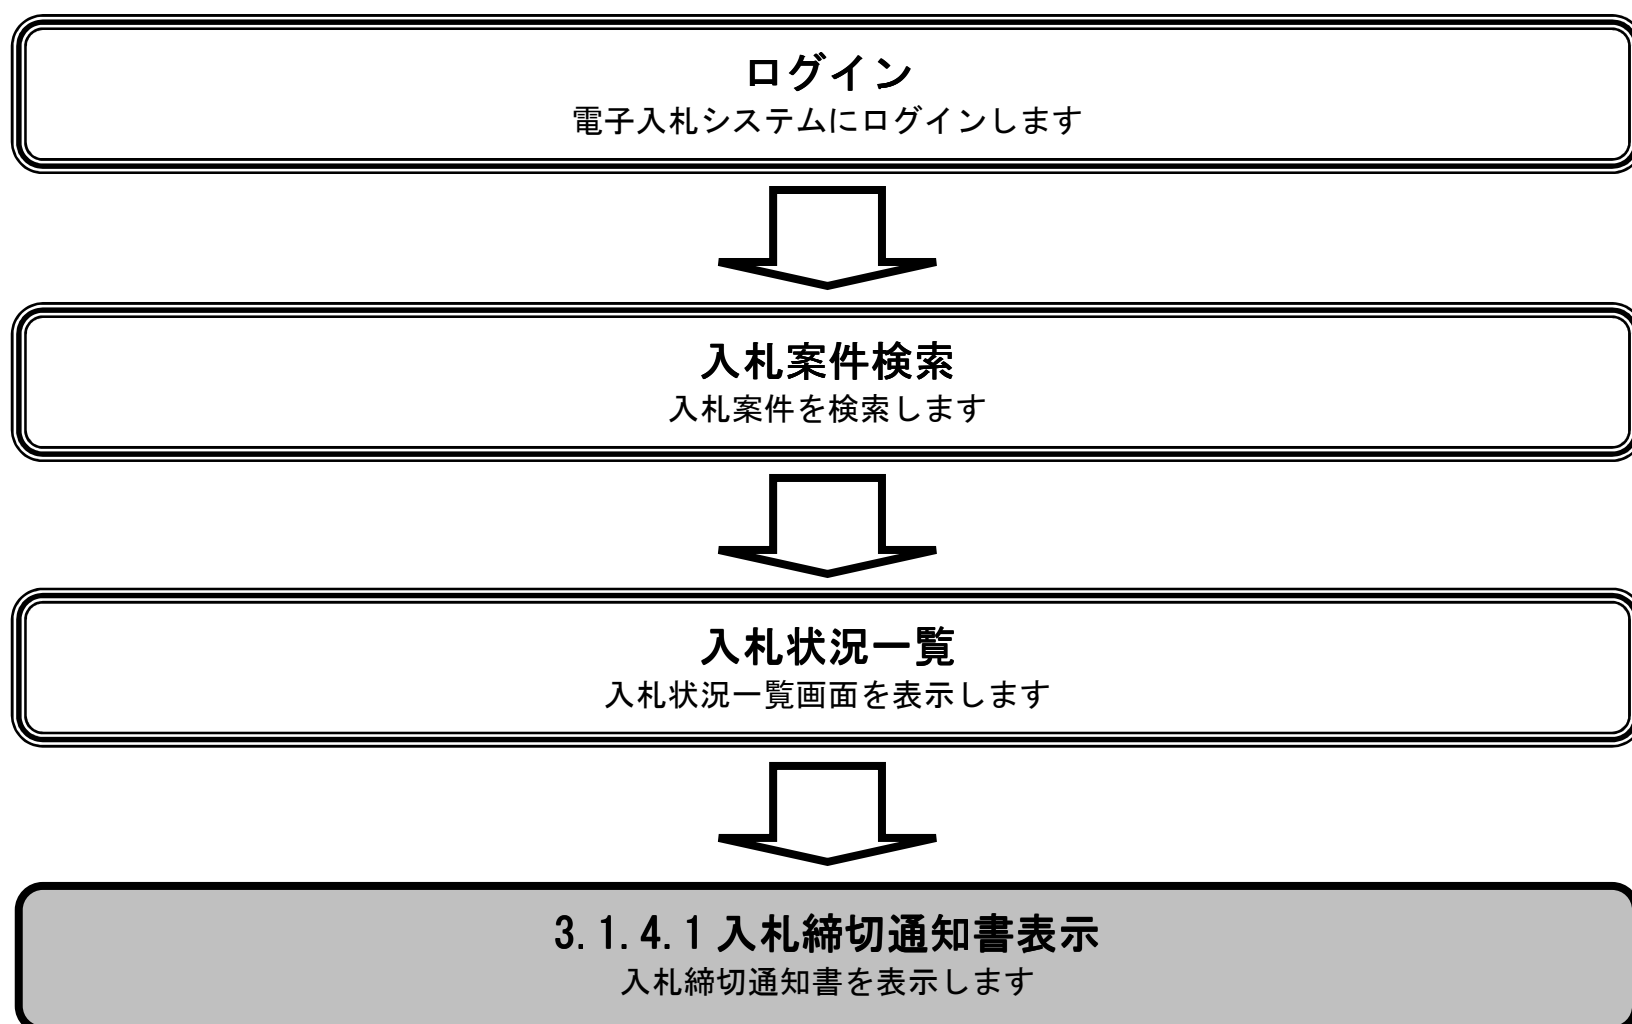 ログイン
電子入札システムにログインします
入札案件検索
入札案件を検索します
入札状況一覧
入札状況一覧画面を表示します
3.1.4.1 入札締切通知書表示
入札締切通知書を表示します